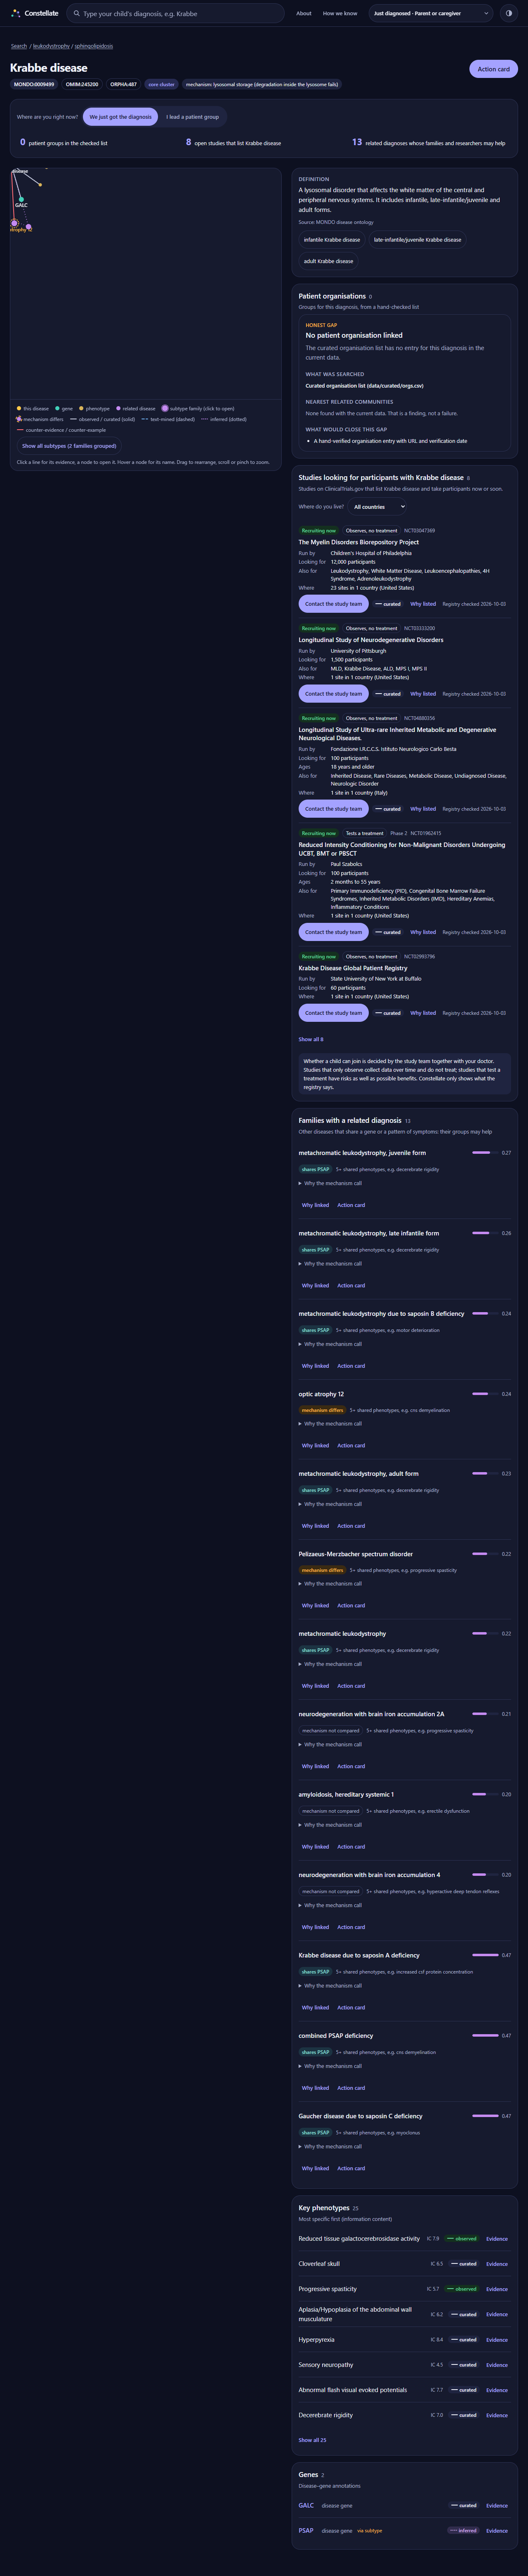 Constellate
Type your child's diagnosis, e.g. Krabbe
About
How we know
Just diagnosed · Parent or caregiver
Search / leukodystrophy / sphingolipidosis
Krabbe disease
Action card
MONDO:0009499
OMIM:245200
ORPHA:487
core cluster
mechanism: lysosomal storage (degradation inside the lysosome fails)
Where are you right now?
We just got the diagnosis
I lead a patient group
0 patient groups in the checked list
8 open studies that list Krabbe disease
13 related diagnoses whose families and researchers may help
disease
GALC
this disease
gene
phenotype
related disease
subtype family (click to open)
mechanism differs
observed / curated (solid)
text-mined (dashed)
inferred (dotted)
counter-evidence / counter-example
Show all subtypes (2 families grouped)
Click a line for its evidence, a node to open it. Hover a node for its name. Drag to rearrange, scroll or pinch to zoom.
DEFINITION
A lysosomal disorder that affects the white matter of the central and
peripheral nervous systems. It includes infantile, late-infantile/juvenile and
adult forms.
Source: MONDO disease ontology
infantile Krabbe disease
late-infantile/juvenile Krabbe disease
adult Krabbe disease
Patient organisations 0
Groups for this diagnosis, from a hand-checked list
HONEST GAP
No patient organisation linked
The curated organisation list has no entry for this diagnosis in the
current data.
WHAT WAS SEARCHED
Curated organisation list (data/curated/orgs.csv)
NEAREST RELATED COMMUNITIES
None found with the current data. That is a finding, not a failure.
WHAT WOULD CLOSE THIS GAP
• A hand-verified organisation entry with URL and verification date
Studies looking for participants with Krabbe disease 8
Studies on ClinicalTrials.gov that list Krabbe disease and take participants now or soon.
Where do you live? All countries
Recruiting now Observes, no treatment NCT03047369
The Myelin Disorders Biorepository Project
Run by Children's Hospital of Philadelphia
Looking for 12,000 participants
Also for Leukodystrophy, White Matter Disease, Leukoencephalopathies, 4H
Syndrome, Adrenoleukodystrophy
Where 23 sites in 1 country (United States)
Contact the study team curated Why listed Registry checked 2026-10-03
Recruiting now Observes, no treatment NCT03333200
Longitudinal Study of Neurodegenerative Disorders
Run by University of Pittsburgh
Looking for 1,500 participants
Also for MLD, Krabbe Disease, ALD, MPS I, MPS II
Where 1 site in 1 country (United States)
Contact the study team curated Why listed Registry checked 2026-10-03
Recruiting now Observes, no treatment NCT04880356
Longitudinal Study of Ultra-rare Inherited Metabolic and Degenerative
Neurological Diseases.
Run by Fondazione I.R.C.C.S. Istituto Neurologico Carlo Besta
Looking for 100 participants
Ages 18 years and older
Also for Inherited Disease, Rare Diseases, Metabolic Disease, Undiagnosed Disease,
Neurologic Disorder
Where 1 site in 1 country (Italy)
Contact the study team curated Why listed Registry checked 2026-10-03
Recruiting now Tests a treatment Phase 2 NCT01962415
Reduced Intensity Conditioning for Non-Malignant Disorders Undergoing
UCBT, BMT or PBSCT
Run by Paul Szabolcs
Looking for 100 participants
Ages 2 months to 55 years
Also for Primary Immunodeficiency (PID), Congenital Bone Marrow Failure
Syndromes, Inherited Metabolic Disorders (IMD), Hereditary Anemias,
Inflammatory Conditions
Where 1 site in 1 country (United States)
Contact the study team curated Why listed Registry checked 2026-10-03
Recruiting now Observes, no treatment NCT02993796
Krabbe Disease Global Patient Registry
Run by State University of New York at Buffalo
Looking for 60 participants
Where 1 site in 1 country (United States)
Contact the study team curated Why listed Registry checked 2026-10-03
Show all 8
Whether a child can join is decided by the study team together with your doctor.
Studies that only observe collect data over time and do not treat; studies that test a
treatment have risks as well as possible benefits. Constellate only shows what the
registry says.
Families with a related diagnosis 13
Other diseases that share a gene or a pattern of symptoms: their groups may help
metachromatic leukodystrophy, juvenile form 0.27
shares PSAP 5+ shared phenotypes, e.g. decerebrate rigidity
Why the mechanism call
Why linked Action card
metachromatic leukodystrophy, late infantile form 0.26
shares PSAP 5+ shared phenotypes, e.g. decerebrate rigidity
Why the mechanism call
Why linked Action card
metachromatic leukodystrophy due to saposin B deficiency 0.24
shares PSAP 5+ shared phenotypes, e.g. motor deterioration
Why the mechanism call
Why linked Action card
optic atrophy 12 0.24
mechanism differs 5+ shared phenotypes, e.g. cns demyelination
Why the mechanism call
Why linked Action card
metachromatic leukodystrophy, adult form 0.23
shares PSAP 5+ shared phenotypes, e.g. decerebrate rigidity
Why the mechanism call
Why linked Action card
Pelizaeus-Merzbacher spectrum disorder 0.22
mechanism differs 5+ shared phenotypes, e.g. progressive spasticity
Why the mechanism call
Why linked Action card
metachromatic leukodystrophy 0.22
shares PSAP 5+ shared phenotypes, e.g. decerebrate rigidity
Why the mechanism call
Why linked Action card
neurodegeneration with brain iron accumulation 2A 0.21
mechanism not compared 5+ shared phenotypes, e.g. progressive spasticity
Why the mechanism call
Why linked Action card
amyloidosis, hereditary systemic 1 0.20
mechanism not compared 5+ shared phenotypes, e.g. erectile dysfunction
Why the mechanism call
Why linked Action card
neurodegeneration with brain iron accumulation 4 0.20
mechanism not compared 5+ shared phenotypes, e.g. hyperactive deep tendon reflexes
Why the mechanism call
Why linked Action card
Krabbe disease due to saposin A deficiency 0.47
shares PSAP 5+ shared phenotypes, e.g. increased csf protein concentration
Why the mechanism call
Why linked Action card
combined PSAP deficiency 0.47
shares PSAP 5+ shared phenotypes, e.g. cns demyelination
Why the mechanism call
Why linked Action card
Gaucher disease due to saposin C deficiency 0.47
shares PSAP 5+ shared phenotypes, e.g. myoclonus
Why the mechanism call
Why linked Action card
Key phenotypes 25
Most specific first (information content)
Reduced tissue galactocerebrosidase activity IC 7.9 observed Evidence
Cloverleaf skull IC 6.5 curated Evidence
Progressive spasticity IC 5.7 observed Evidence
Aplasia/Hypoplasia of the abdominal wall
musculature IC 6.2 curated Evidence
Hyperpyrexia IC 8.4 curated Evidence
Sensory neuropathy IC 4.5 curated Evidence
Abnormal flash visual evoked potentials IC 7.7 curated Evidence
Decerebrate rigidity IC 7.0 curated Evidence
Show all 25
Genes 2
Disease–gene annotations
GALC disease gene curated Evidence
PSAP disease gene via subtype inferred Evidence